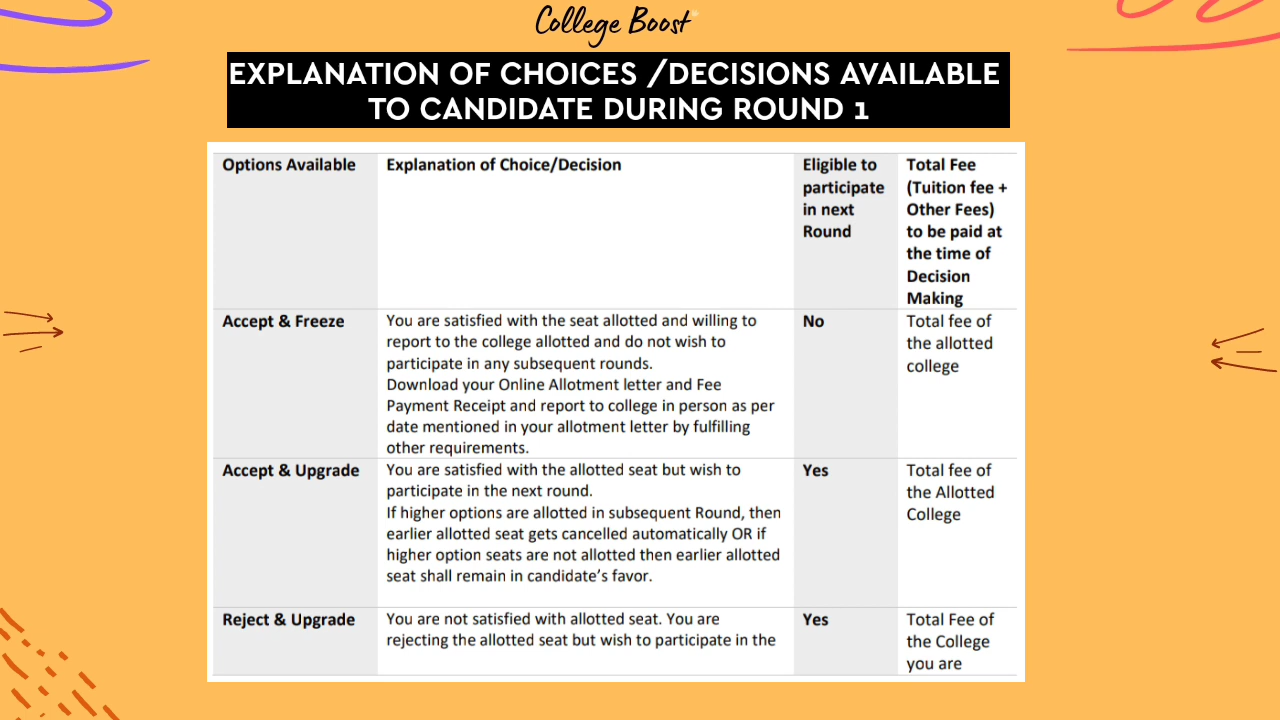 College Boost
EXPLANATION OF CHOICES /DECISIONS AVAILABLE
TO CANDIDATE DURING ROUND 1
Options Available
Explanation of Choice/Decision
Eligible to
participate
in next
Round
Total Fee
(Tuition fee +
Other Fees)
to be paid at
the time of
Decision
Making
Accept & Freeze
You are satisfied with the seat allotted and willing to
report to the college allotted and do not wish to
participate in any subsequent rounds.
Download your Online Allotment letter and Fee
Payment Receipt and report to college in person as per
date mentioned in your allotment letter by fulfilling
other requirements.
No
Total fee of
the allotted
college
Accept & Upgrade
You are satisfied with the allotted seat but wish to
participate in the next round.
If higher options are allotted in subsequent Round, then
earlier allotted seat gets cancelled automatically OR if
higher option seats are not allotted then earlier allotted
seat shall remain in candidate's favor.
Yes
Total fee of
the Allotted
College
Reject & Upgrade
You are not satisfied with allotted seat. You are
rejecting the allotted seat but wish to participate in the
Yes
Total Fee of
the College
you are